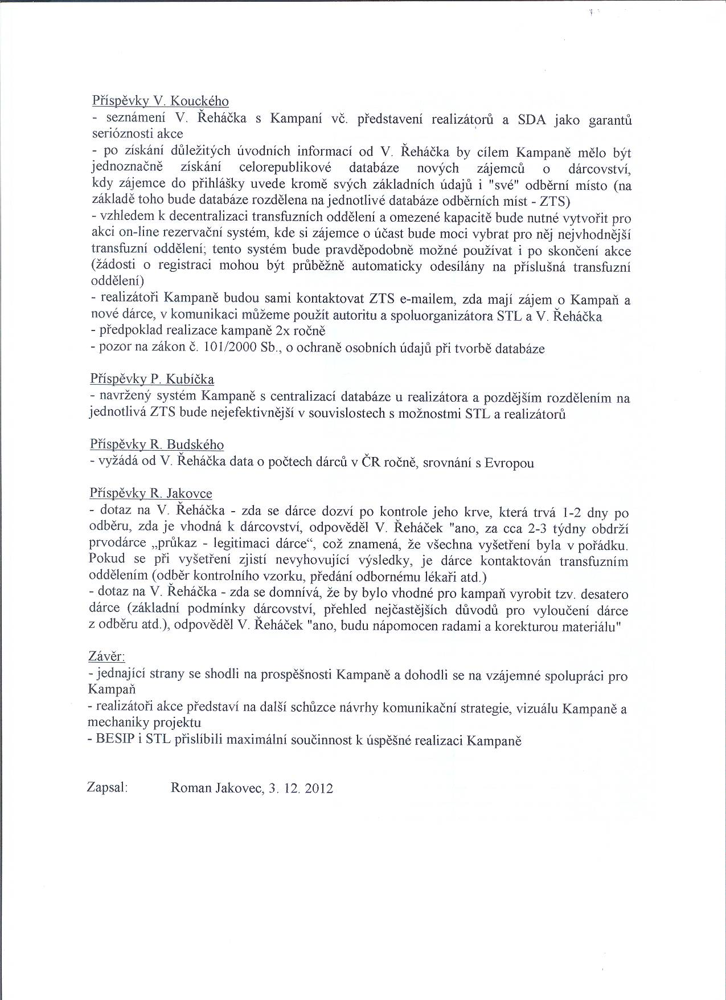 Příspěvky V. Kouckého
- seznámení V. Řeháčka s Kampaní vč. představení realizátorů a SDA jako garantů
serióznosti akce
- po získání důležitých úvodních informací od V. Řeháčka by cílem Kampaně mělo být
jednoznačně získání celorepublikové databáze nových zájemců o dárcovství,
kdy zájemce do přihlášky uvede kromě svých základních údajů i "své" odběrní místo (na
základě toho bude databáze rozdělena na jednotlivé databáze odběrních míst - ZTS)
- vzhledem k decentralizaci transfuzních oddělení a omezené kapacitě bude nutné vytvořit pro
akci on-line rezervační systém, kde si zájemce o účast bude moci vybrat pro něj nejvhodnější
transfuzní oddělení; tento systém bude pravděpodobně možné používat i po skončení akce
(žádosti o registraci mohou být průběžně automaticky odesílány na příslušná transfuzní
oddělení)
- realizátoři Kampaně budou sami kontaktovat ZTS e-mailem, zda mají zájem o Kampaň a
nové dárce, v komunikaci můžeme použít autoritu a spoluorganizátora STL a V. Řeháčka
- předpoklad realizace kampaně 2x ročně
- pozor na zákon č. 101/2000 Sb., o ochraně osobních údajů při tvorbě databáze
Příspěvky P. Kubíčka
- navržený systém Kampaně s centralizací databáze u realizátora a pozdějším rozdělením na
jednotlivá ZTS bude nejefektivnější v souvislostech s možnostmi STL a realizátorů
Příspěvky R. Budského
- vyžádá od V. Řeháčka data o počtech dárců v ČR ročně, srovnání s Evropou
Příspěvky R. Jakovce
- dotaz na V. Řeháčka - zda se dárce dozví po kontrole jeho krve, která trvá 1-2 dny po
odběru, zda je vhodná k dárcovství, odpověděl V. Řeháček "ano, za cca 2-3 týdny obdrží
prvodárce „průkaz - legitimaci dárce“, což znamená, že všechna vyšetření byla v pořádku.
Pokud se při vyšetření zjistí nevyhovující výsledky, je dárce kontaktován transfuzním
oddělením (odběr kontrolního vzorku, předání odbornému lékaři atd.)
- dotaz na V. Řeháčka - zda se domnívá, že by bylo vhodné pro kampaň vyrobit tzv. desatero
dárce (základní podmínky dárcovství, přehled nejčastějších důvodů pro vyloučení dárce
z odběru atd.), odpověděl V. Řeháček "ano, budu nápomocen radami a korekturou materiálu"
Závěr:
- jednající strany se shodli na prospěšnosti Kampaně a dohodli se na vzájemné spolupráci pro
Kampaň
- realizátoři akce představí na další schůzce návrhy komunikační strategie, vizuálu Kampaně a
mechaniky projektu
- BESIP i STL přislíbili maximální součinnost k úspěšné realizaci Kampaně
Zapsal: Roman Jakovec, 3. 12. 2012